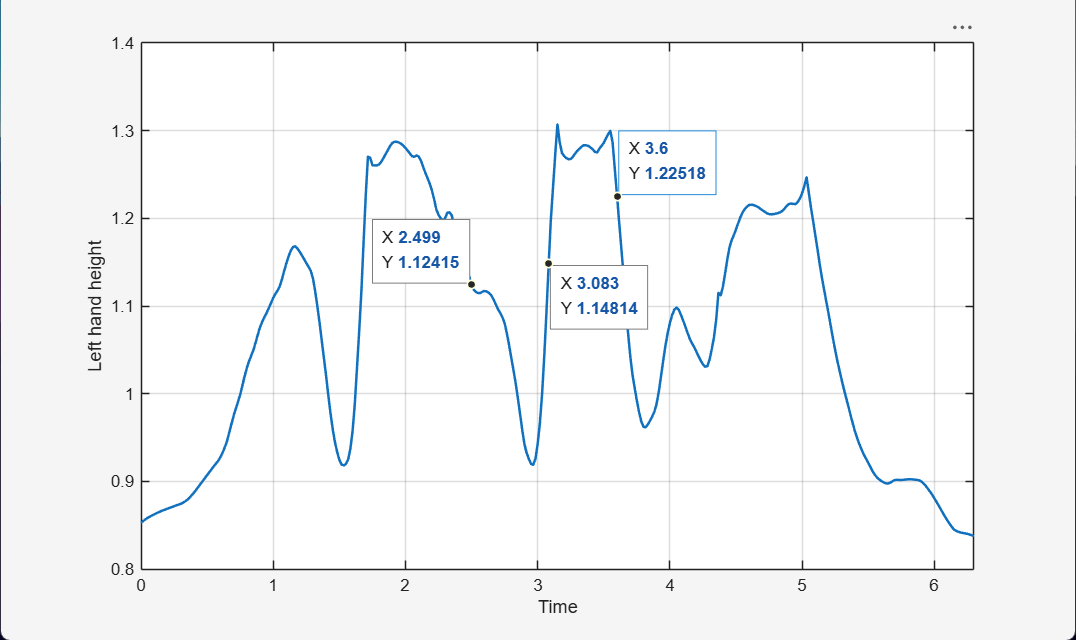 1.4
1.3
1.2
1.1
1
0.9
0.8
Left hand height
X 3.6
Y 1.22518
X 2.499
Y 1.12415
X 3.083
Y 1.14814
0 1 2 3 4 5 6
Time